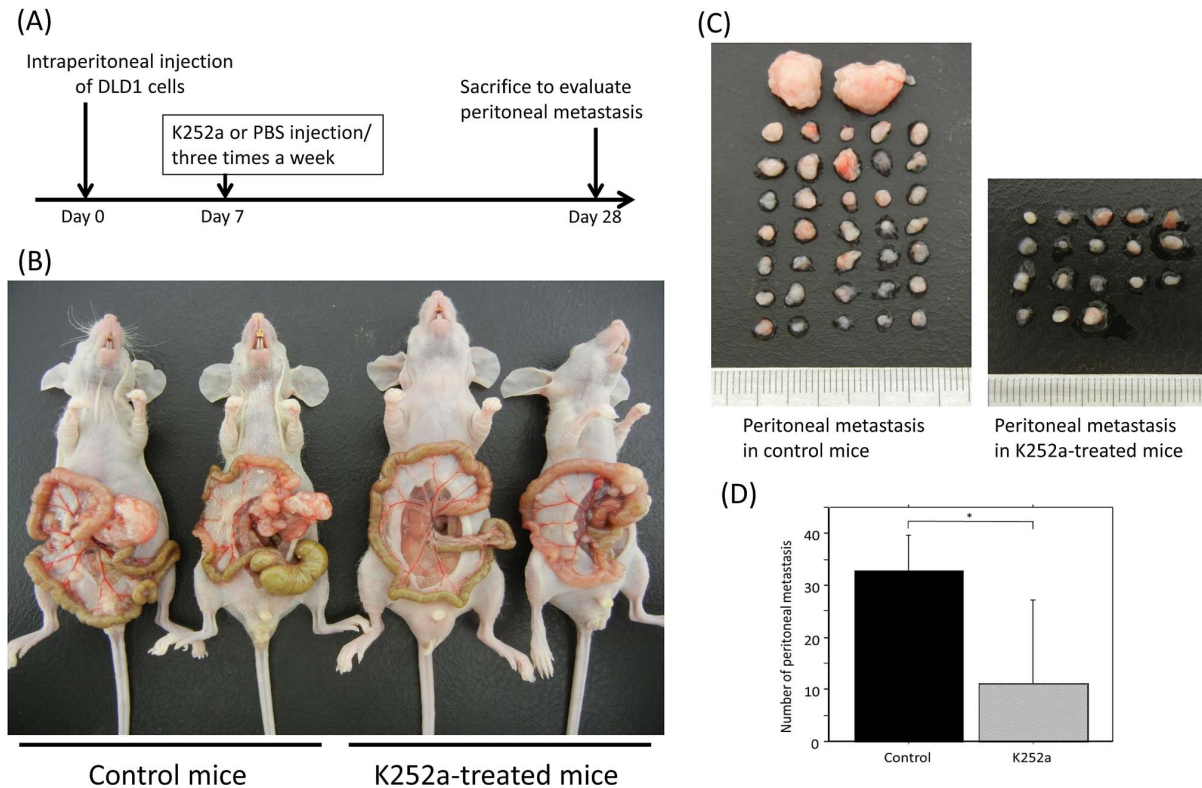 (A)
Intraperitoneal injection
of DLD1 cells
K252a or PBS injection/
three times a week
Sacrifice to evaluate
peritoneal metastasis
Day 0
Day 7
Day 28
(B)
Control mice
K252a-treated mice
(C)
Peritoneal metastasis
in control mice
Peritoneal metastasis
in K252a-treated mice
(D)
Number of peritoneal metastasis
40
30
20
10
0
*
Control
K252a